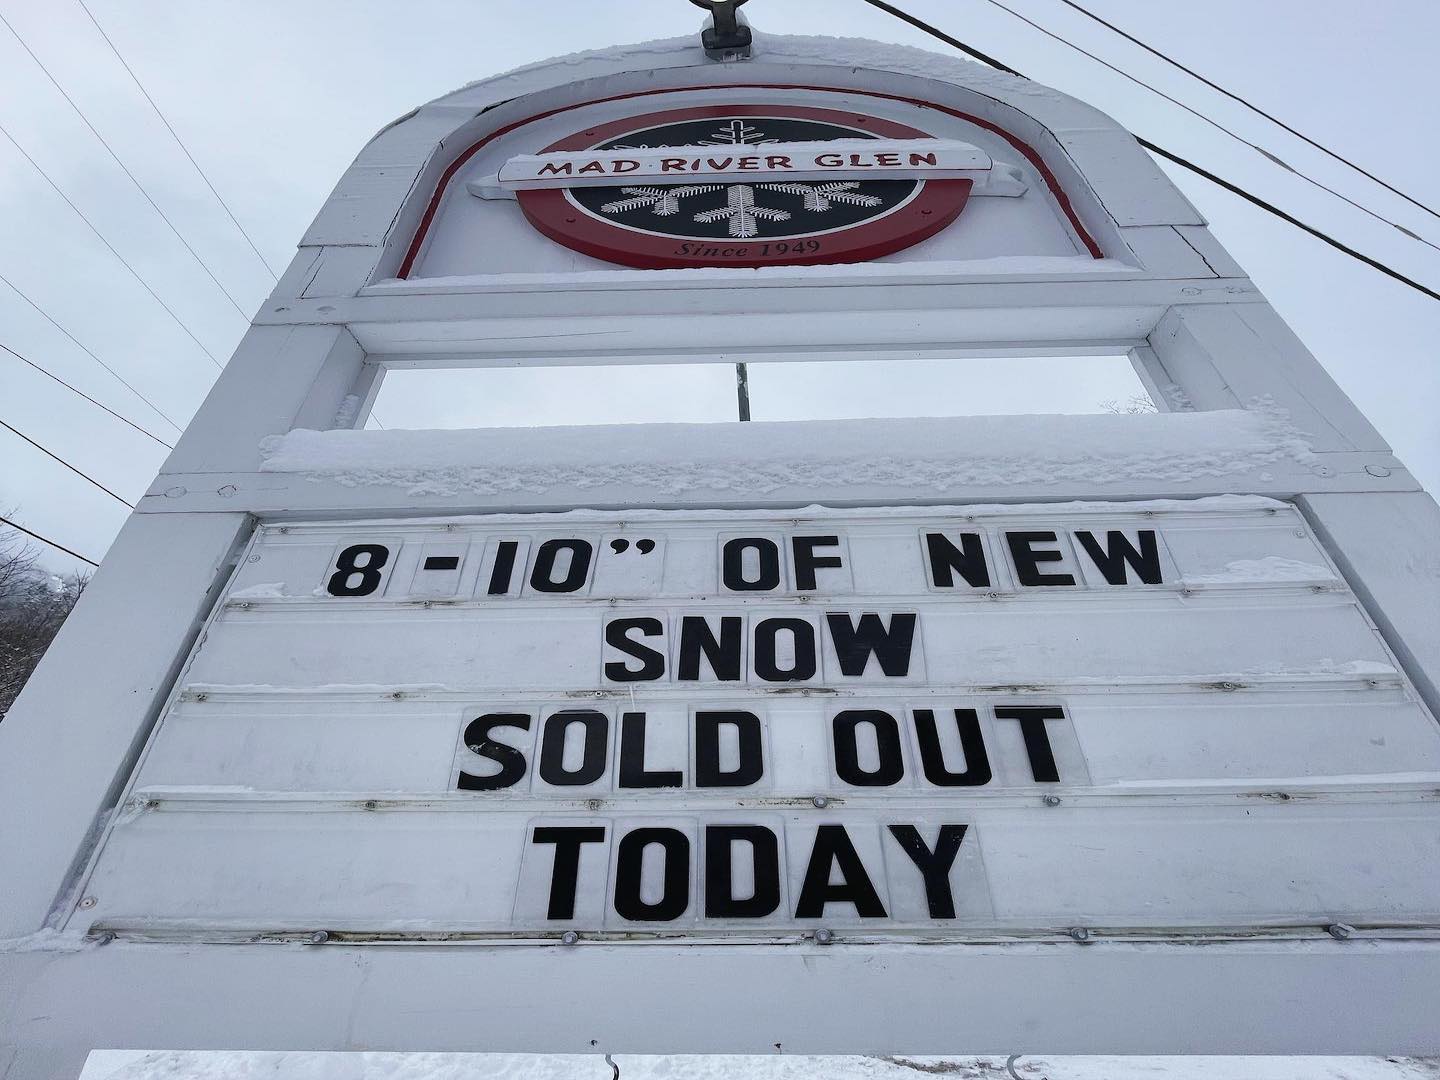 MAD RIVER GLEN
Since 1949
8-10” OF NEW
SNOW
SOLD OUT
TODAY